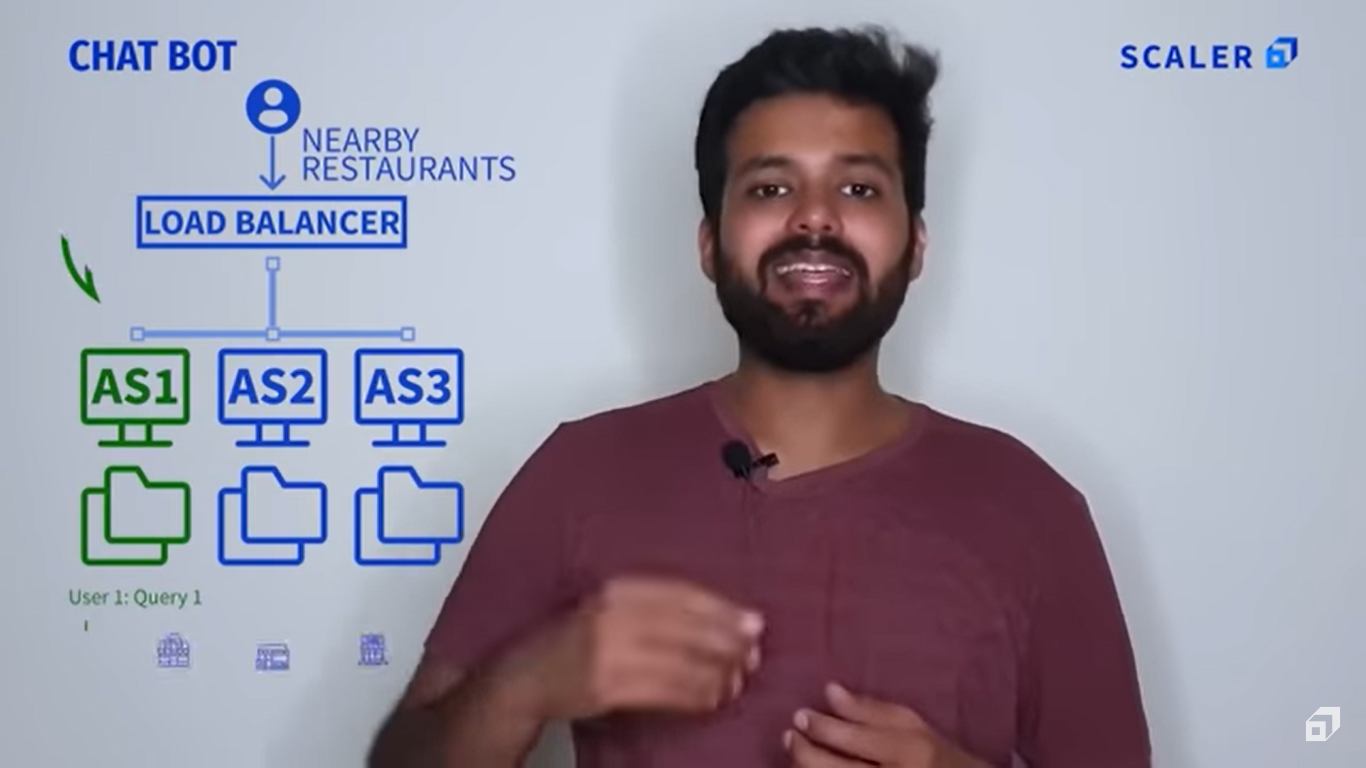 CHAT BOT
SCALER
NEARBY
RESTAURANTS
LOAD BALANCER
AS1 AS2 AS3
User 1: Query 1